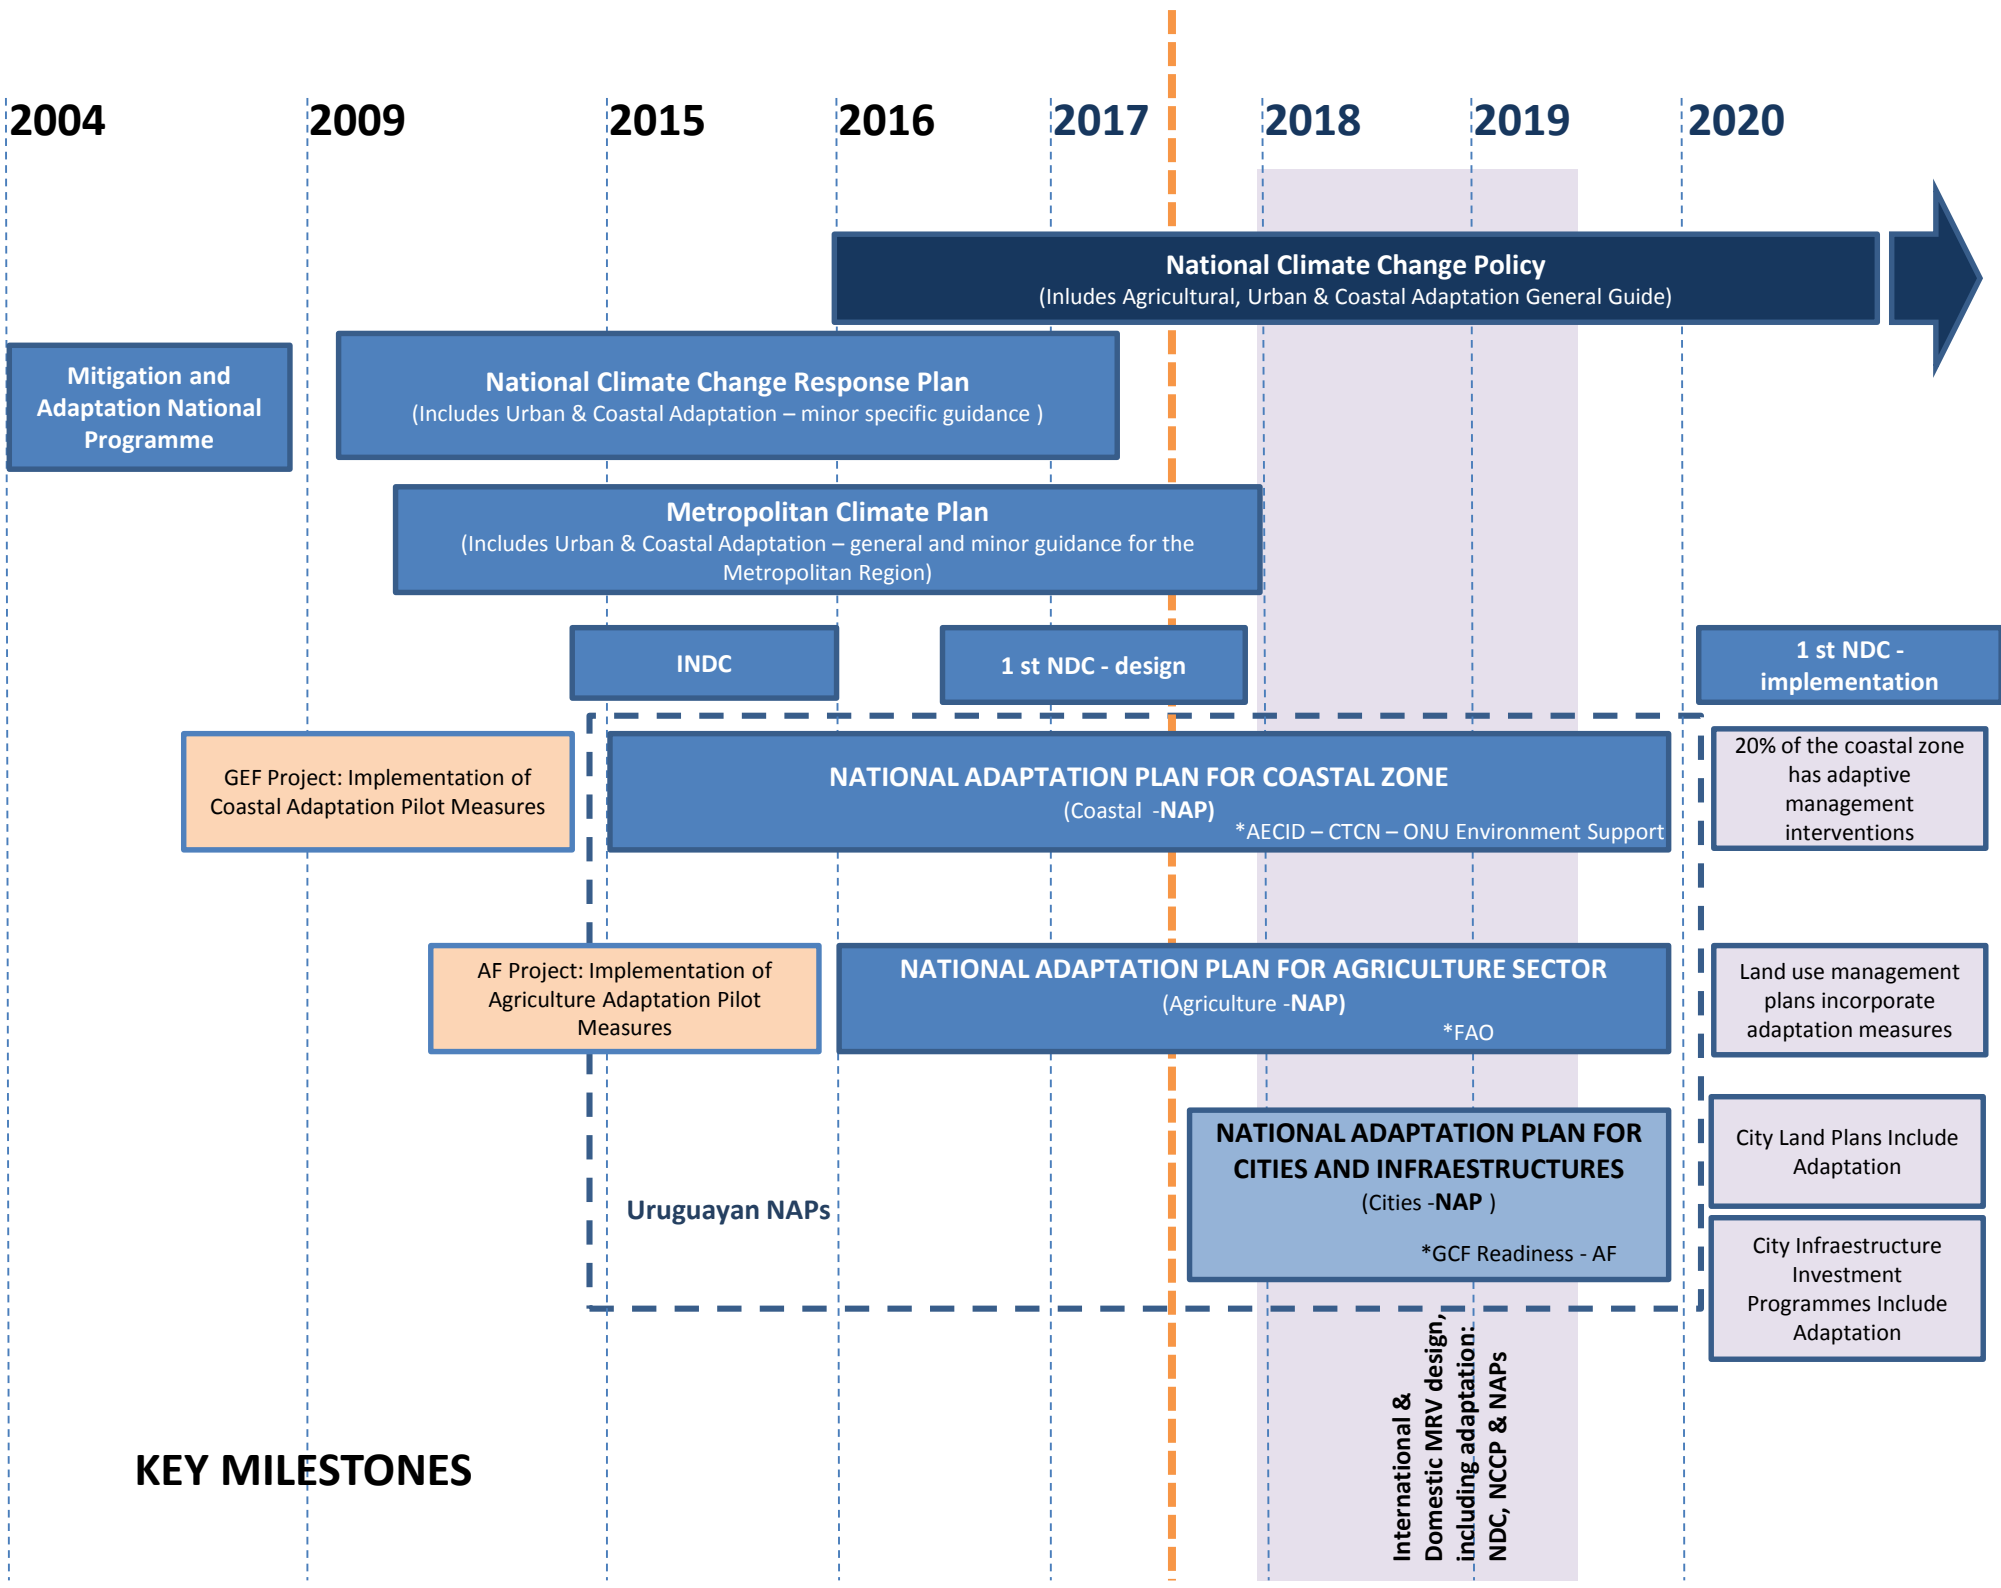 2004
2009
2015
2016
2017
2018
2019
2020
National Climate Change Policy
(Inludes Agricultural, Urban & Coastal Adaptation General Guide)
Mitigation and
Adaptation National
Programme
National Climate Change Response Plan
(Includes Urban & Coastal Adaptation – minor specific guidance )
Metropolitan Climate Plan
(Includes Urban & Coastal Adaptation – general and minor guidance for the
Metropolitan Region)
INDC
1 st NDC - design
1 st NDC -
implementation
GEF Project: Implementation of
Coastal Adaptation Pilot Measures
NATIONAL ADAPTATION PLAN FOR COASTAL ZONE
(Coastal -NAP)
*AECID – CTCN – ONU Environment Support
20% of the coastal zone
has adaptive
management
interventions
AF Project: Implementation of
Agriculture Adaptation Pilot
Measures
NATIONAL ADAPTATION PLAN FOR AGRICULTURE SECTOR
(Agriculture -NAP)
*FAO
Land use management
plans incorporate
adaptation measures
NATIONAL ADAPTATION PLAN FOR
CITIES AND INFRAESTRUCTURES
(Cities -NAP )
*GCF Readiness - AF
City Land Plans Include
Adaptation
Uruguayan NAPs
City Infraestructure
Investment
Programmes Include
Adaptation
International &
Domestic MRV design,
including adaptation:
NDC, NCCP & NAPs
KEY MILESTONES